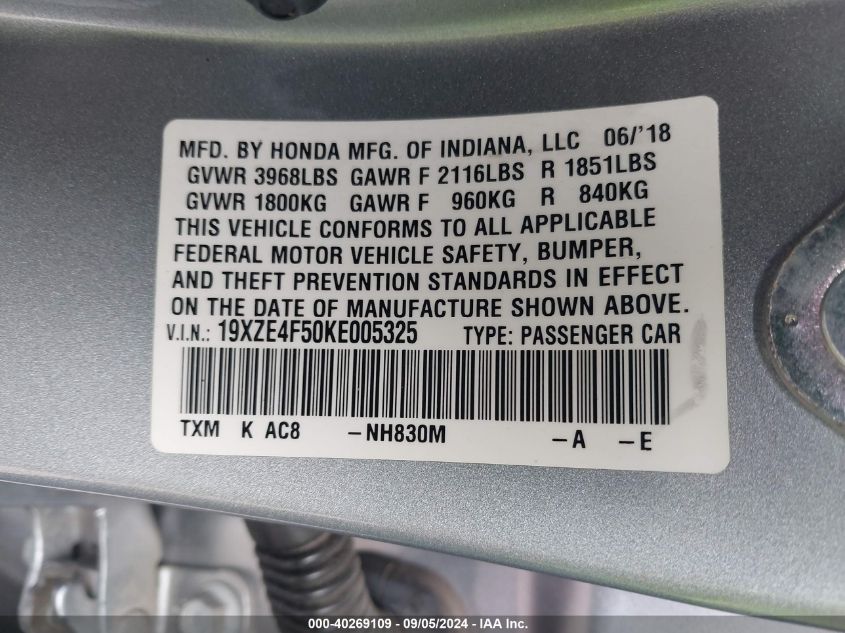 MFD. BY HONDA MFG. OF INDIANA, LLC 06/'18
GVWR 3968LBS GAWR F 2116LBS R 1851LBS
GVWR 1800KG GAWR F 960KG R 840KG
THIS VEHICLE CONFORMS TO ALL APPLICABLE
FEDERAL MOTOR VEHICLE SAFETY, BUMPER,
AND THEFT PREVENTION STANDARDS IN EFFECT
ON THE DATE OF MANUFACTURE SHOWN ABOVE.
V.I.N.: 19XZE4F50KE005325 TYPE: PASSENGER CAR
TXM K AC8 -NH830M -A -E
000-40269109 - 09/05/2024 - IAA Inc.